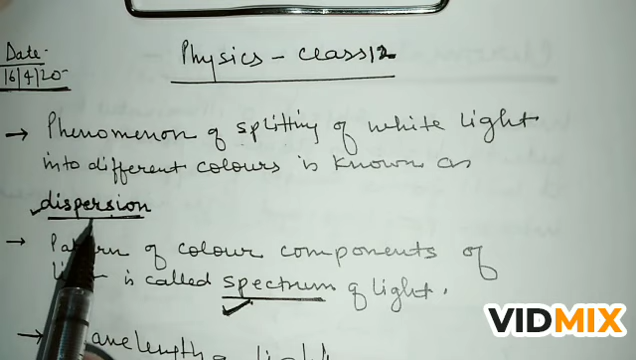 Date-
16/4/20-
Physics - Class 12
→ Phenomenon of splitting of white light
into different colours is known as
dispersion
→ of colour components of
is called spectrum of light.
→
VIDMIX